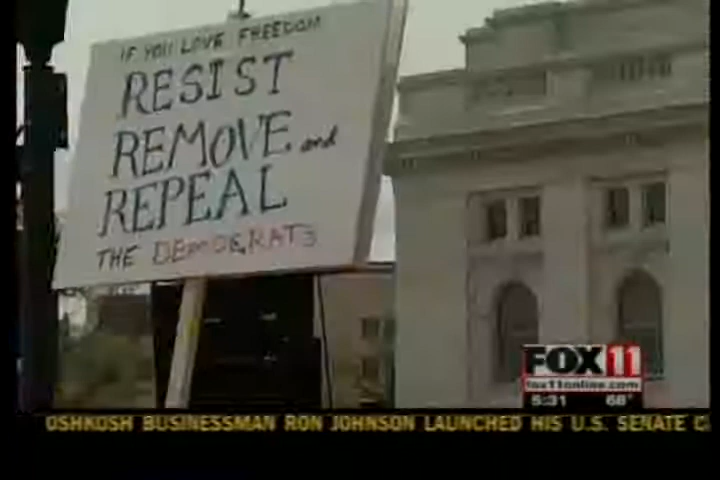 IF YOU LOVE FREEDOM
RESIST
REMOVE and
REPEAL
THE DEMOCRATS
FOX 11
fox11online.com
5:31 68°
OSHKOSH BUSINESSMAN RON JOHNSON LAUNCHED HIS U.S. SENATE C